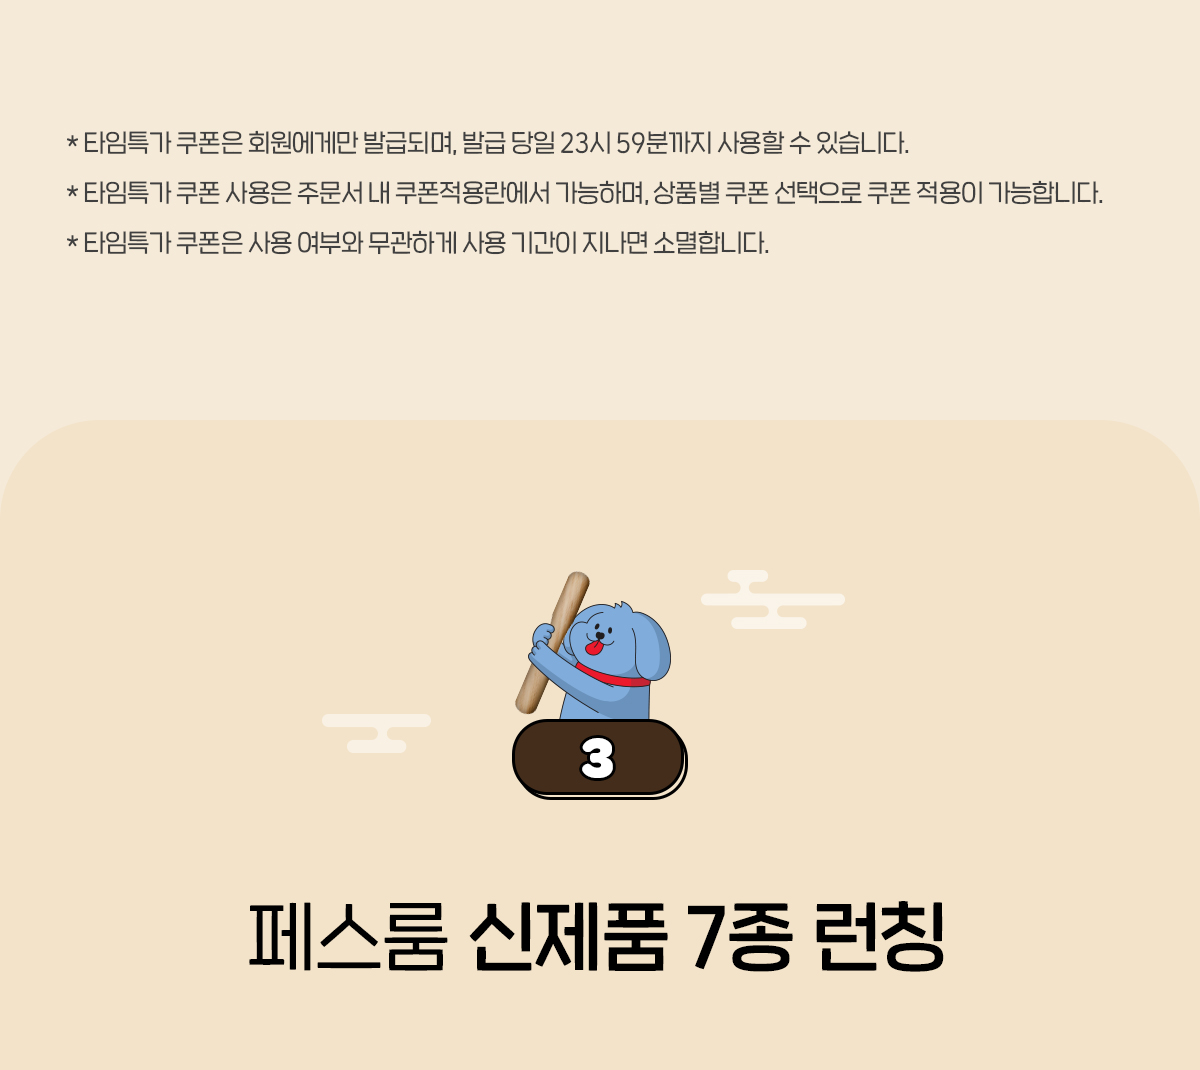 * 타임특가 쿠폰은 회원에게만 발급되며, 발급 당일 23시 59분까지 사용할 수 있습니다.
* 타임특가 쿠폰 사용은 주문서 내 쿠폰적용란에서 가능하며, 상품별 쿠폰 선택으로 쿠폰 적용이 가능합니다.
* 타임특가 쿠폰은 사용 여부와 무관하게 사용 기간이 지나면 소멸합니다.
3
페스룸 신제품 7종 런칭